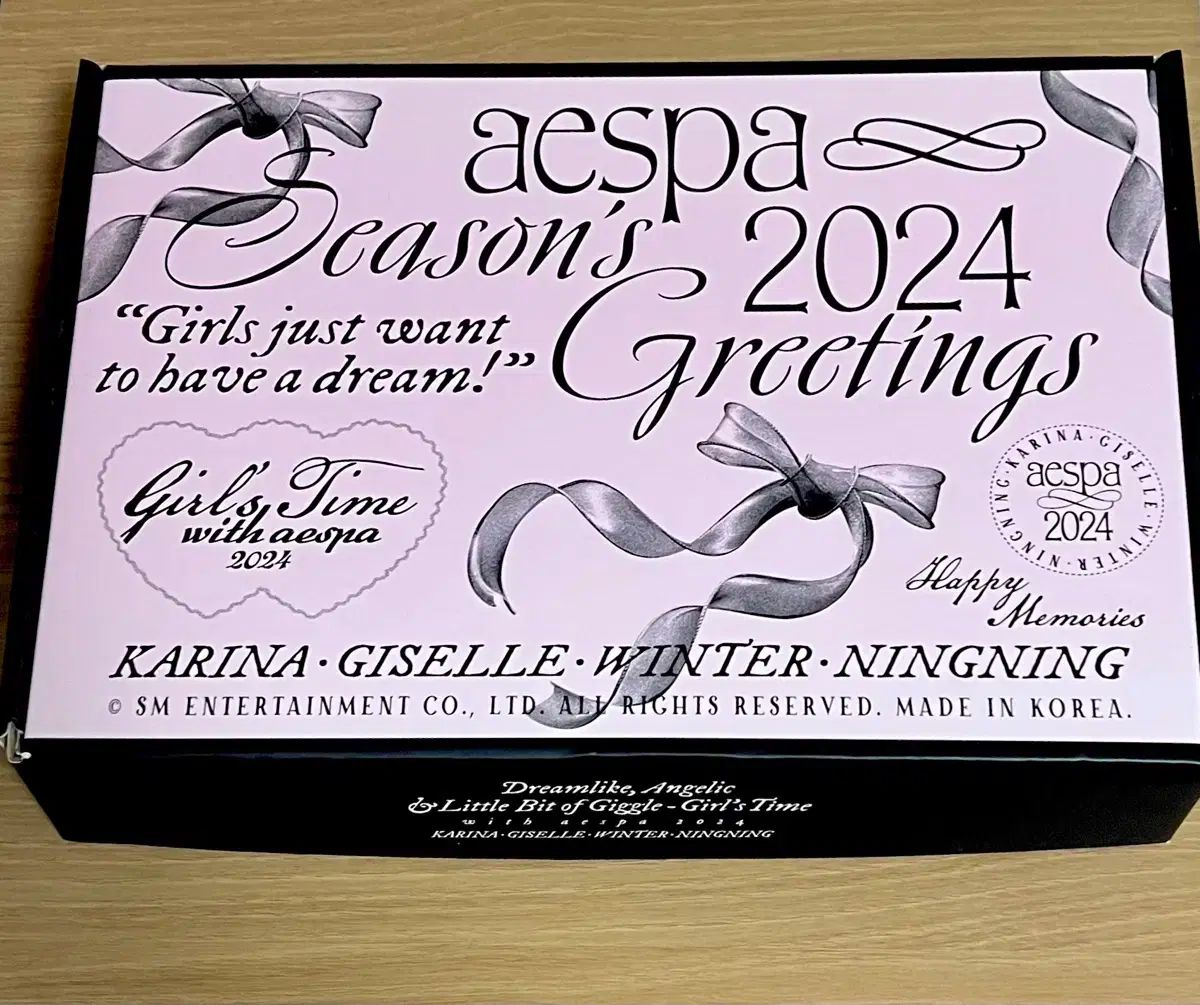 aespa
Season's 2024
Greetings
“Girls just want
to have a dream!”
Girl's Time
with aespa
2024
KARINA · GISELLE · WINTER · NINGNING ·
aespa
2024
Happy
Memories
KARINA · GISELLE · WINTER · NINGNING
© SM ENTERTAINMENT CO., LTD. ALL RIGHTS RESERVED. MADE IN KOREA.
Dreamlike, Angelic
& Little Bit of Giggle - Girl's Time
with aespa 2024
KARINA · GISELLE · WINTER · NINGNING